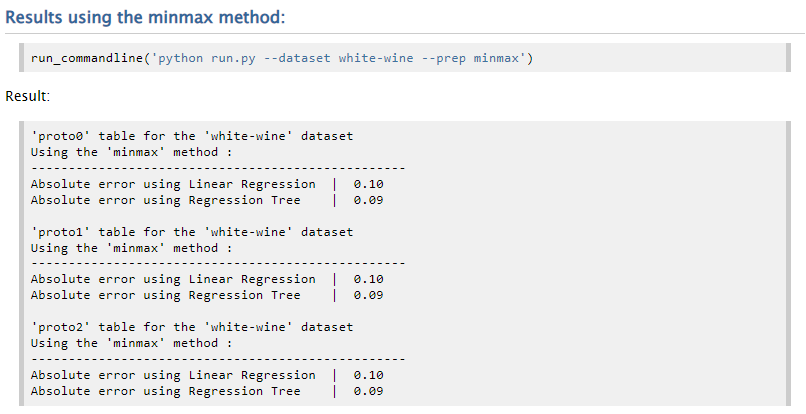 Results using the minmax method:
run_commandline('python run.py --dataset white-wine --prep minmax')
Result:
'proto0' table for the 'white-wine' dataset
Using the 'minmax' method :
--------------------------------------------------
Absolute error using Linear Regression | 0.10
Absolute error using Regression Tree | 0.09
'proto1' table for the 'white-wine' dataset
Using the 'minmax' method :
--------------------------------------------------
Absolute error using Linear Regression | 0.10
Absolute error using Regression Tree | 0.09
'proto2' table for the 'white-wine' dataset
Using the 'minmax' method :
--------------------------------------------------
Absolute error using Linear Regression | 0.10
Absolute error using Regression Tree | 0.09